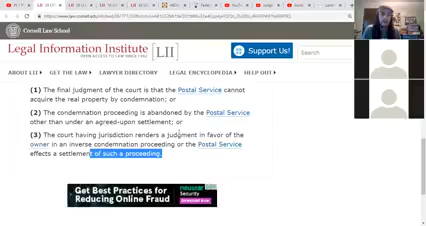 Cornell Law School
Legal Information Institute
LII
OPEN ACCESS TO LAW SINCE 1992
Support Us!
Search
ABOUT LII
GET THE LAW
LAWYER DIRECTORY
LEGAL ENCYCLOPEDIA
HELP OUT
(1) The final judgment of the court is that the Postal Service cannot
acquire the real property by condemnation; or
(2) The condemnation proceeding is abandoned by the Postal Service
other than under an agreed-upon settlement; or
(3) The court having jurisdiction renders a judgment in favor of the
owner in an inverse condemnation proceeding or the Postal Service
effects a settlement of such a proceeding.
Get Best Practices for
Reducing Online Fraud
neustar
Download Now